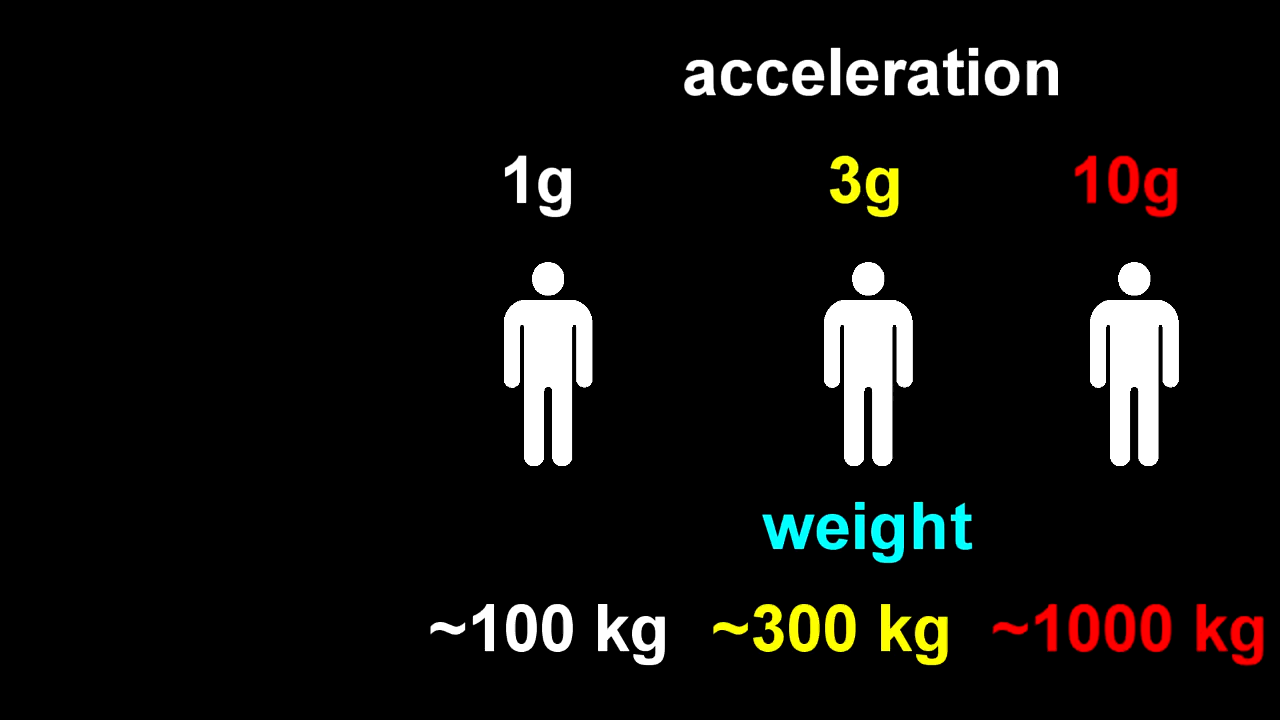 acceleration
1g 3g 10g
weight
~100 kg ~300 kg ~1000 kg